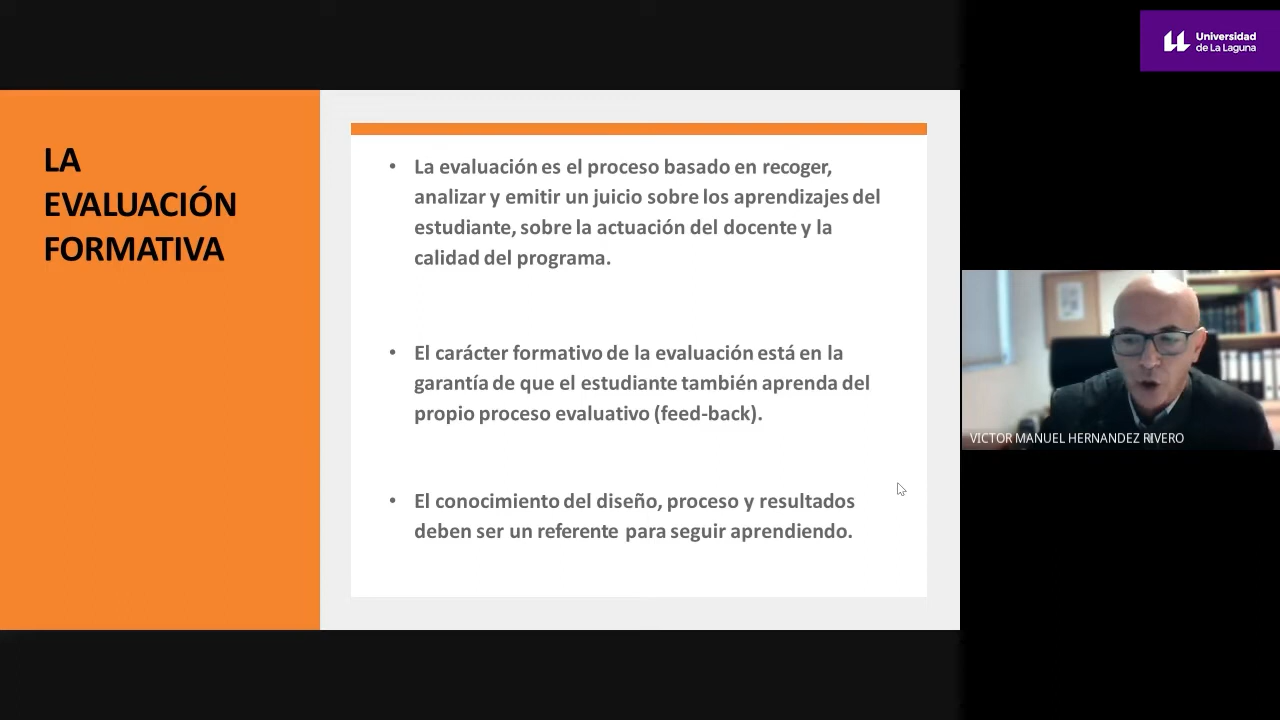 Universidad
de La Laguna
LA
EVALUACIÓN
FORMATIVA
• La evaluación es el proceso basado en recoger,
analizar y emitir un juicio sobre los aprendizajes del
estudiante, sobre la actuación del docente y la
calidad del programa.
• El carácter formativo de la evaluación está en la
garantía de que el estudiante también aprenda del
propio proceso evaluativo (feed-back).
• El conocimiento del diseño, proceso y resultados
deben ser un referente para seguir aprendiendo.
VICTOR MANUEL HERNANDEZ RIVERO